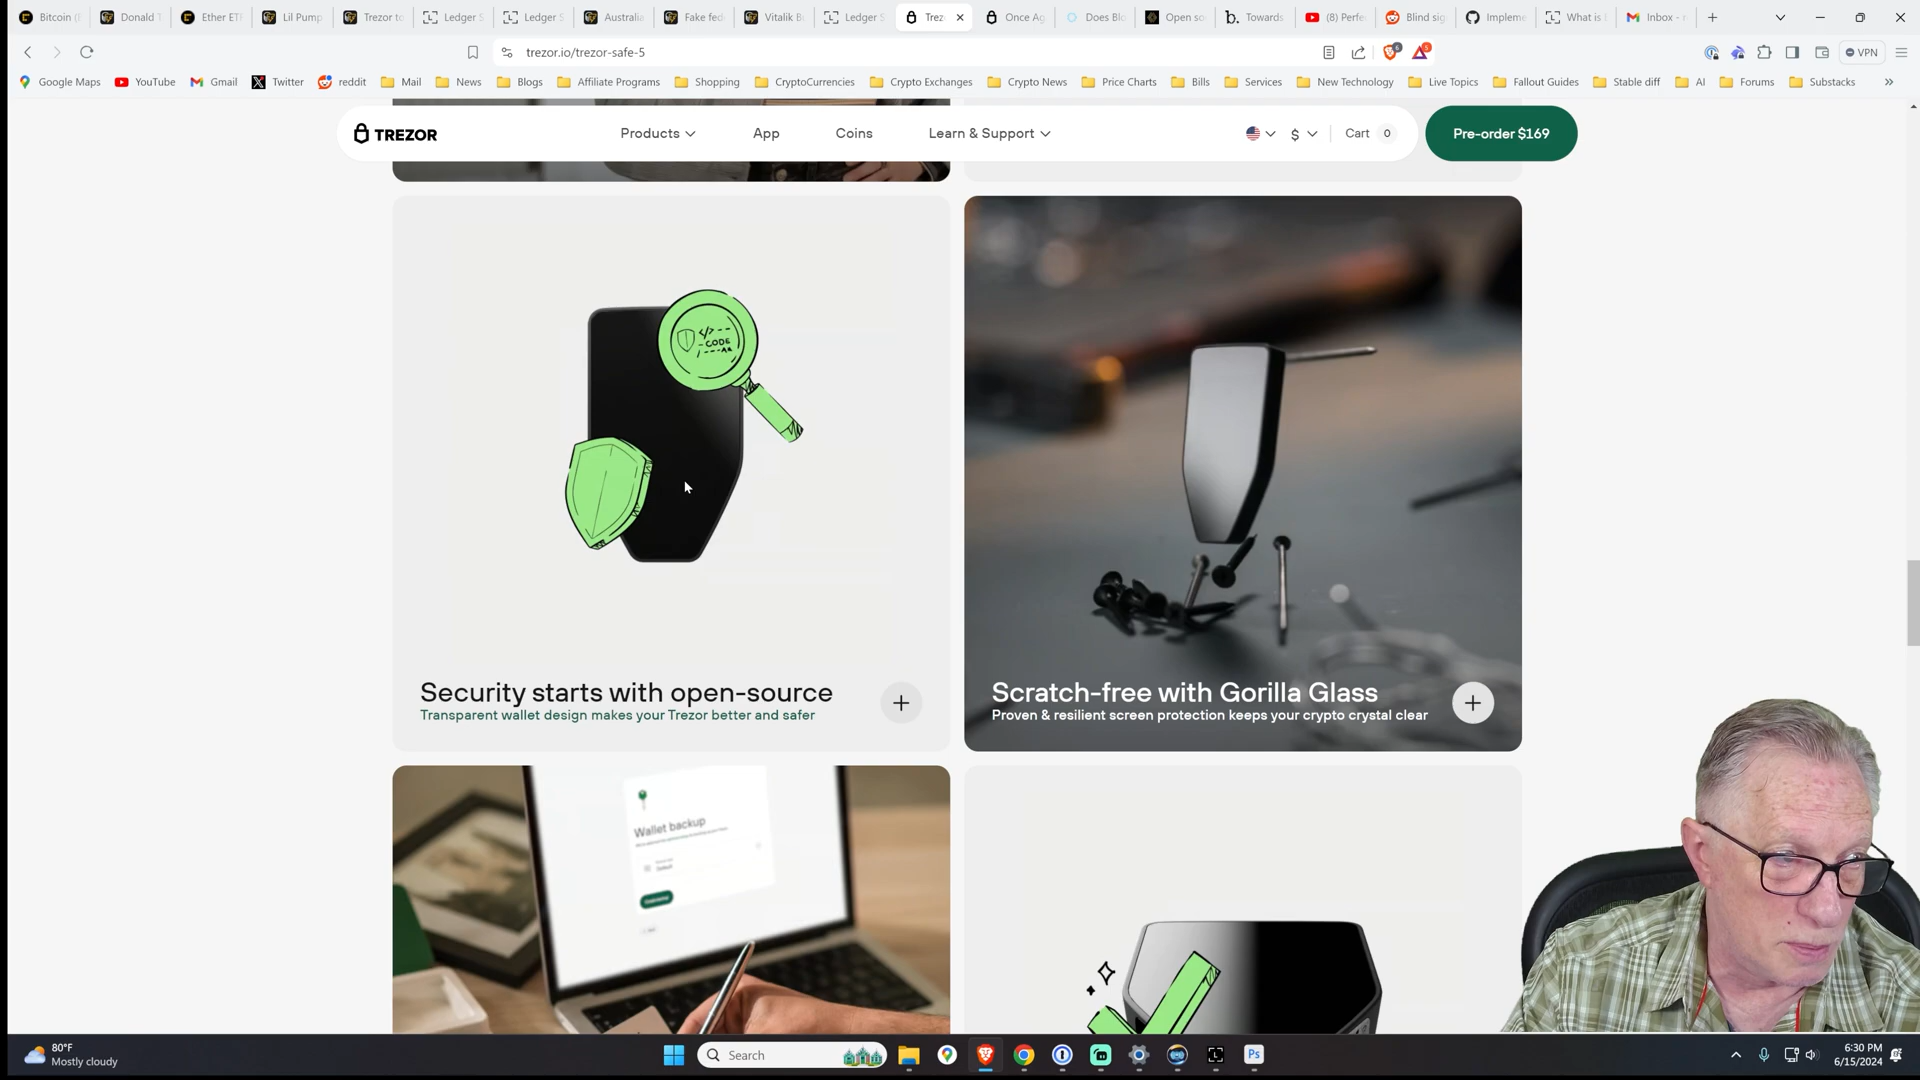 Bitcoin (
Donald T
Ether ETF
Lil Pump
Trezor to
Ledger S
Ledger S
Australia
Fake fed
Vitalik Bu
Ledger S
Trez
Once Ag
Does Blo
Open so
Towards
(8) Perfe
Blind sig
Impleme
What is
Inbox -
trezor.io/trezor-safe-5
VPN
Google Maps
YouTube
Gmail
Twitter
reddit
Mail
News
Blogs
Affiliate Programs
Shopping
CryptoCurrencies
Crypto Exchanges
Crypto News
Price Charts
Bills
Services
New Technology
Live Topics
Fallout Guides
Stable diff
AI
Forums
Substacks
TREZOR
Products
App
Coins
Learn & Support
$
Cart 0
Pre-order $169
</> --
-CODE
Security starts with open-source
Transparent wallet design makes your Trezor better and safer
Scratch-free with Gorilla Glass
Proven & resilient screen protection keeps your crypto crystal clear
Wallet backup
80°F
Mostly cloudy
Search
Ps
6:30 PM
6/15/2024